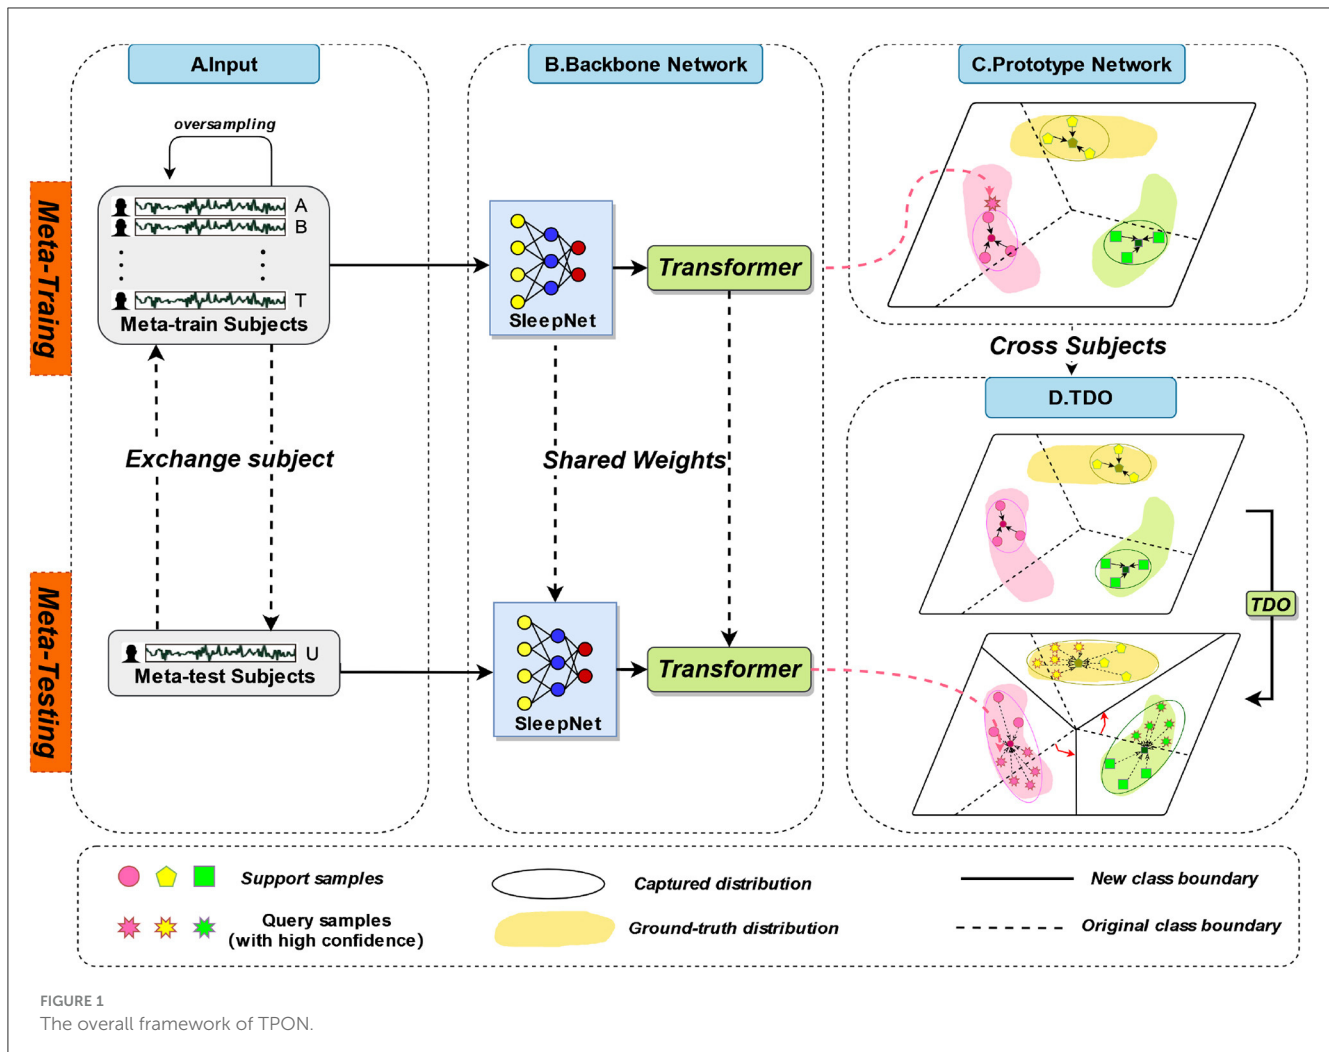 A.Input
B.Backbone Network
C.Prototype Network
oversampling
Meta-Traing
A
B
T
Meta-train Subjects
SleepNet
Transformer
Cross Subjects
D.TDO
Exchange subject
Shared Weights
TDO
Meta-Testing
U
Meta-test Subjects
SleepNet
Transformer
Support samples
Captured distribution
New class boundary
Query samples
(with high confidence)
Ground-truth distribution
Original class boundary
FIGURE 1
The overall framework of TPON.